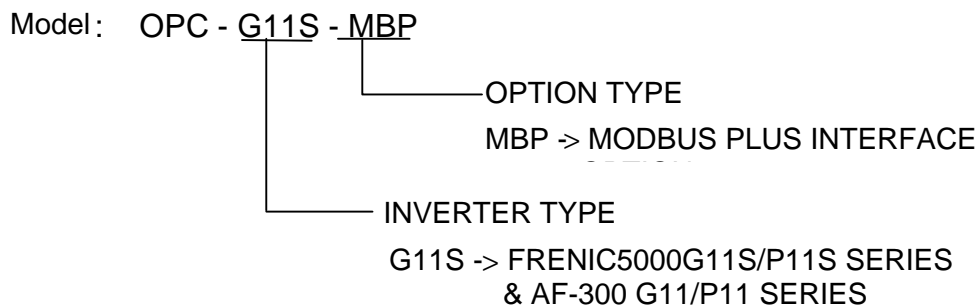 Model: OPC - G11S - MBP
OPTION TYPE
MBP -> MODBUS PLUS INTERFACE
INVERTER TYPE
G11S -> FRENIC5000G11S/P11S SERIES
& AF-300 G11/P11 SERIES